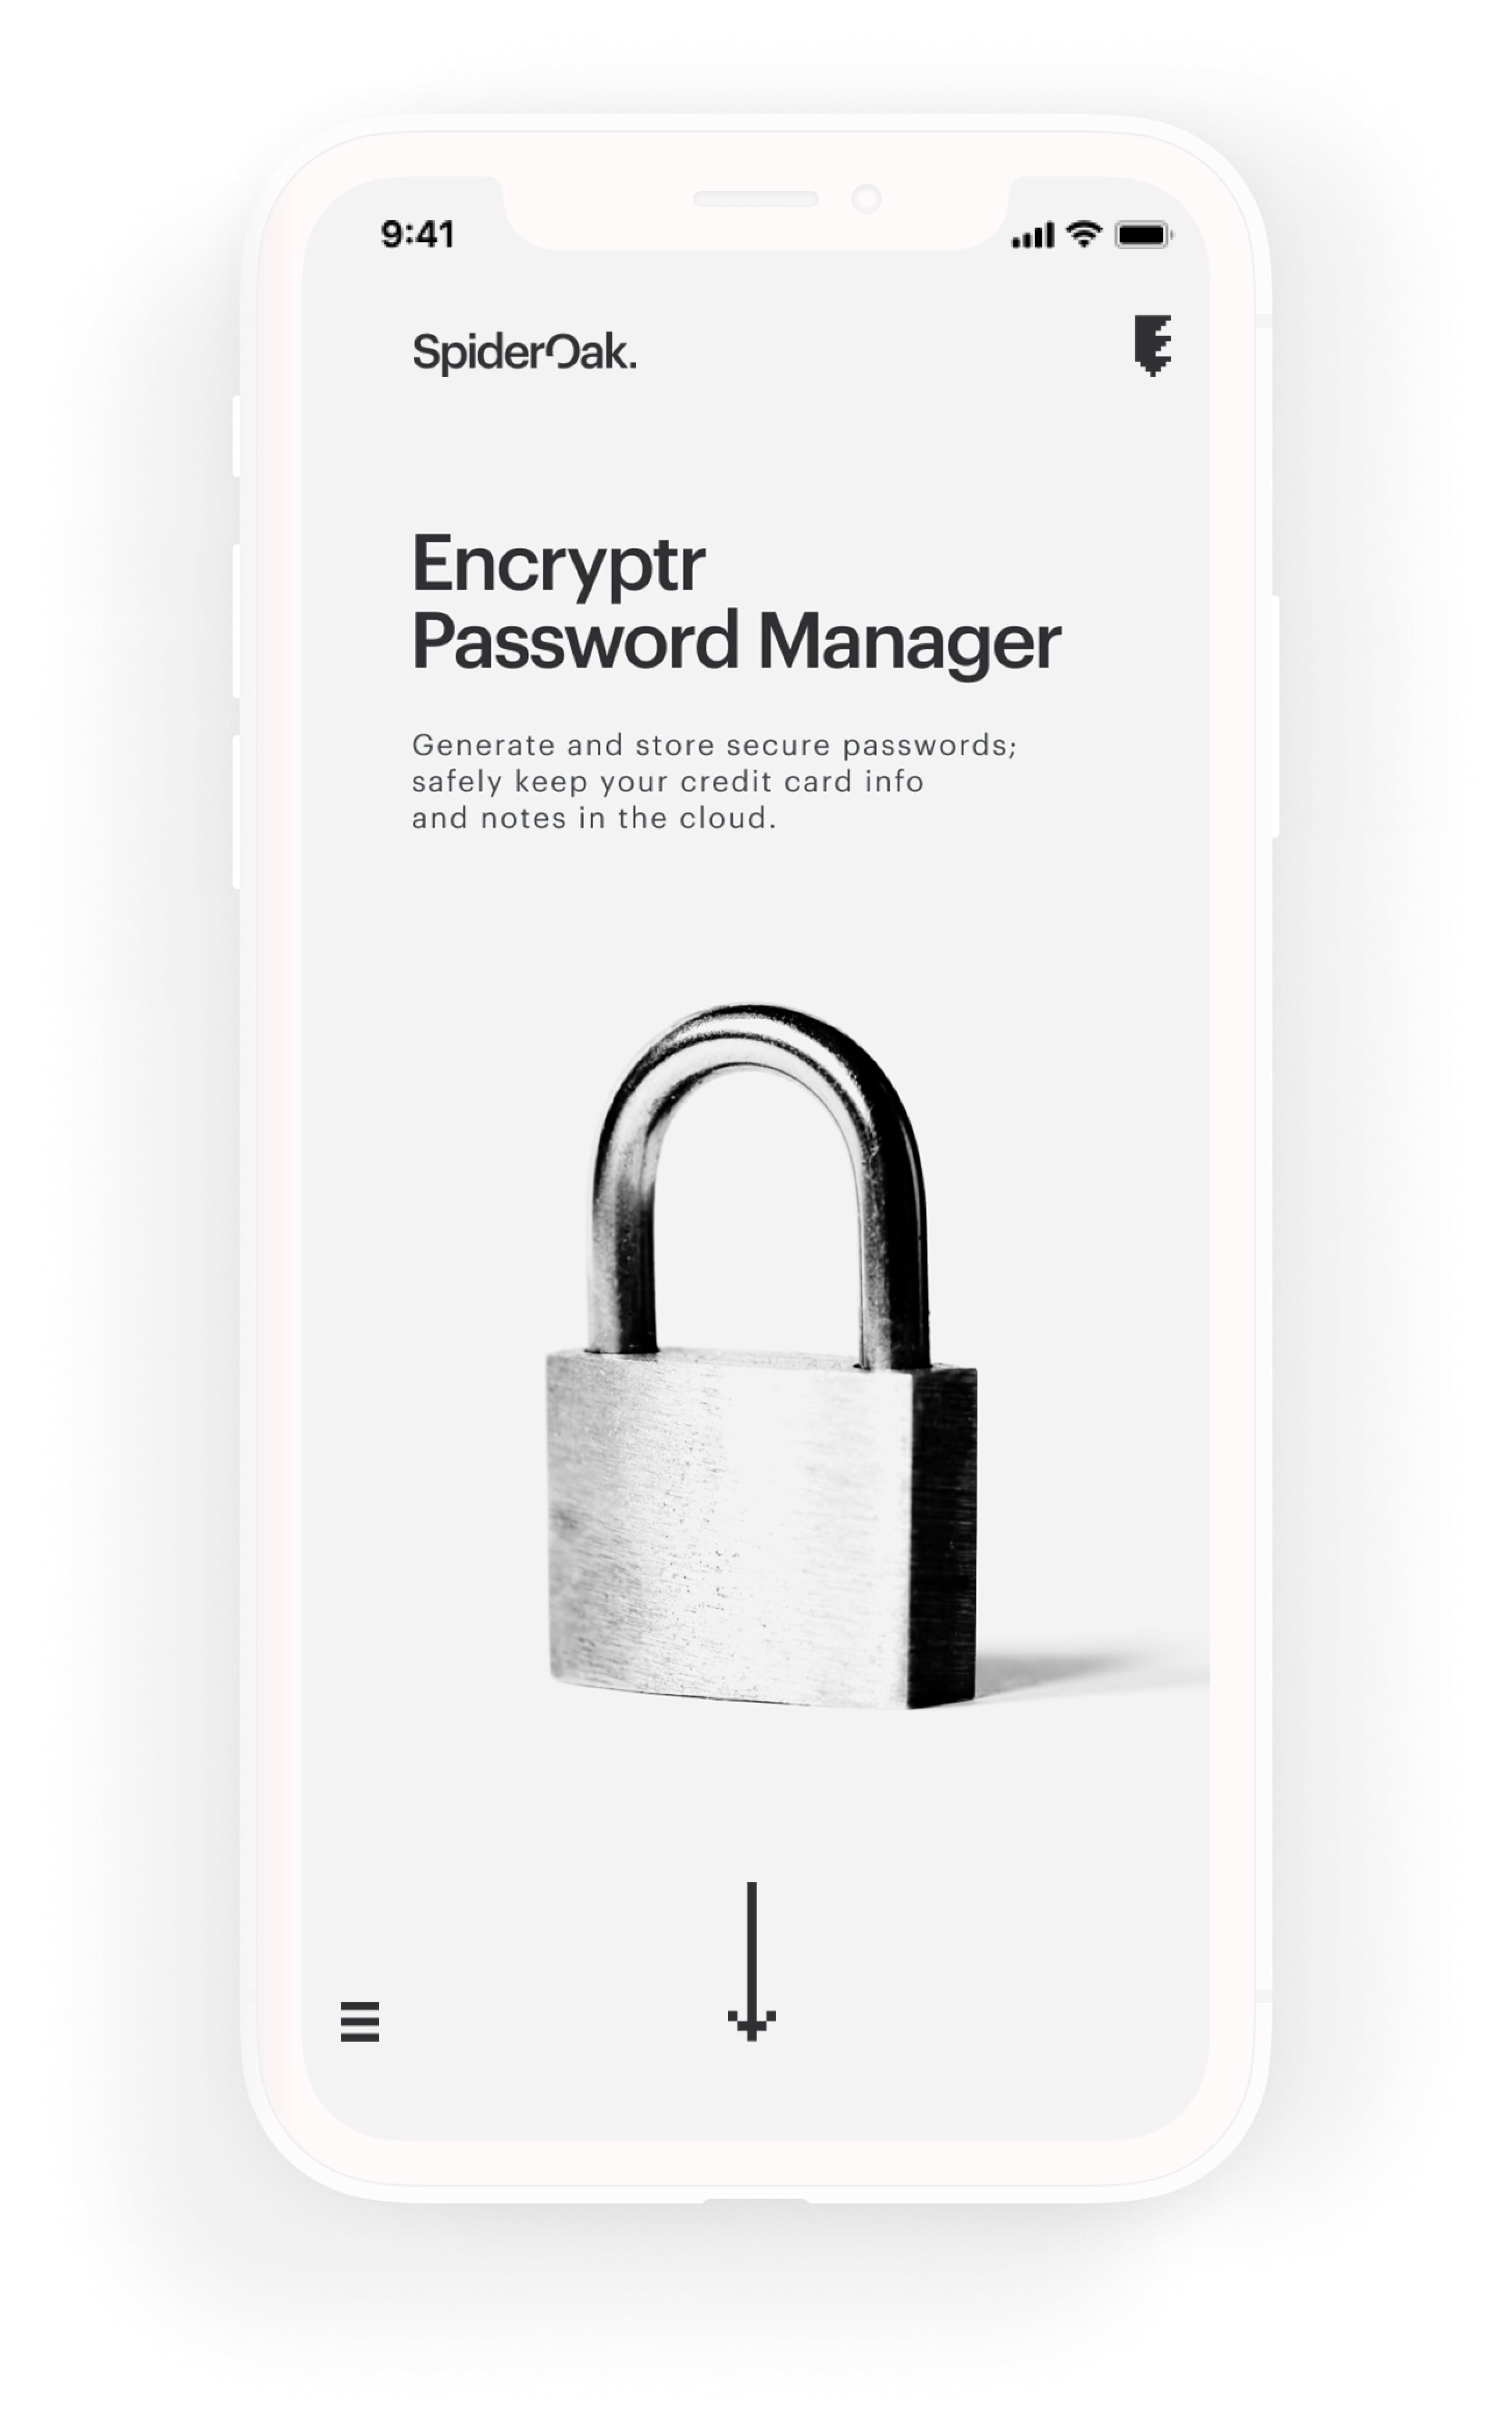 9:41
SpiderOak.
Encryptr
Password Manager
Generate and store secure passwords;
safely keep your credit card info
and notes in the cloud.